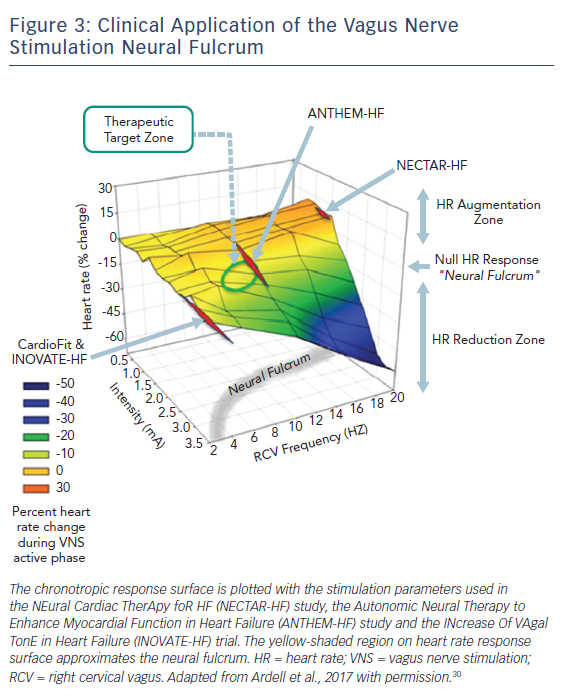 Figure 3: Clinical Application of the Vagus Nerve
Stimulation Neural Fulcrum
Therapeutic
Target Zone
ANTHEM-HF
NECTAR-HF
HR Augmentation
Zone
Null HR Response
"Neural Fulcrum"
HR Reduction Zone
Heart rate (% change)
30
15
0
-15
-30
-45
-60
CardioFit &
INOVATE-HF
0.5
1.0
1.5
2.0
2.5
3.0
3.5
Intensity (mA)
Neural Fulcrum
2 4 6 8 10 12 14 16 18 20
RCV Frequency (HZ)
-50
-40
-30
-20
-10
0
30
Percent heart
rate change
during VNS
active phase
The chronotropic response surface is plotted with the stimulation parameters used in
the NEural Cardiac TherApy foR HF (NECTAR-HF) study, the Autonomic Neural Therapy to
Enhance Myocardial Function in Heart Failure (ANTHEM-HF) study and the INcrease Of VAgal
TonE in Heart Failure (INOVATE-HF) trial. The yellow-shaded region on heart rate response
surface approximates the neural fulcrum. HR = heart rate; VNS = vagus nerve stimulation;
RCV = right cervical vagus. Adapted from Ardell et al., 2017 with permission.30